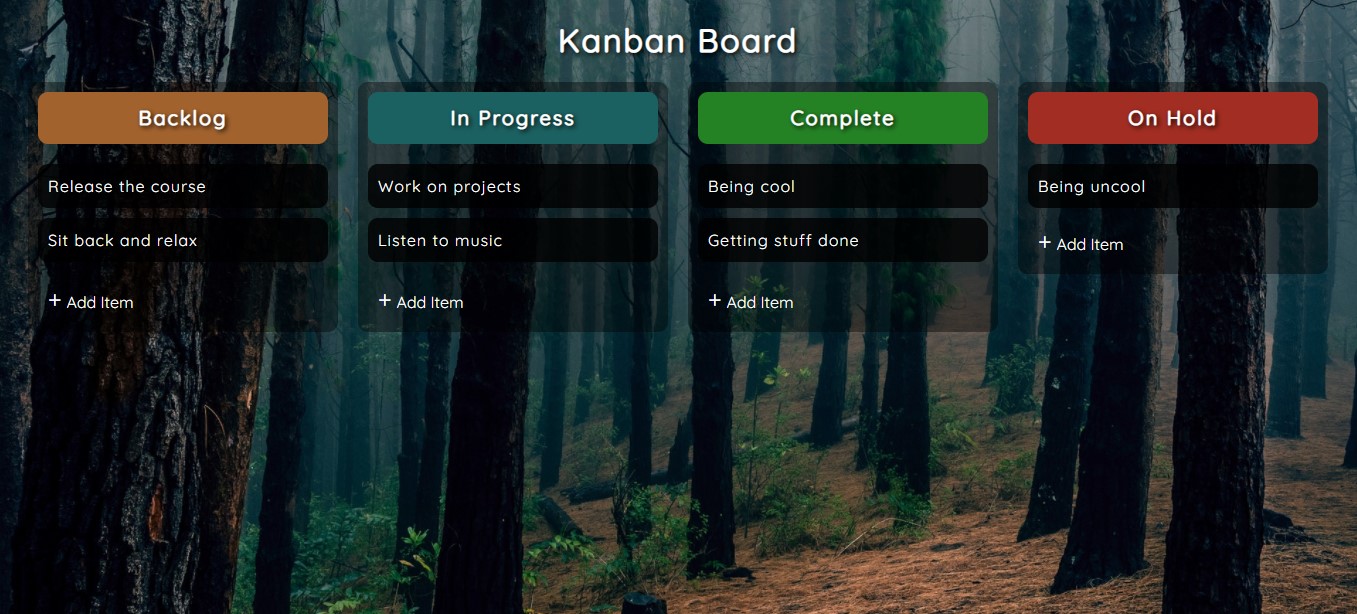 Kanban Board
Backlog
Release the course
Sit back and relax
+ Add Item
In Progress
Work on projects
Listen to music
+ Add Item
Complete
Being cool
Getting stuff done
+ Add Item
On Hold
Being uncool
+ Add Item